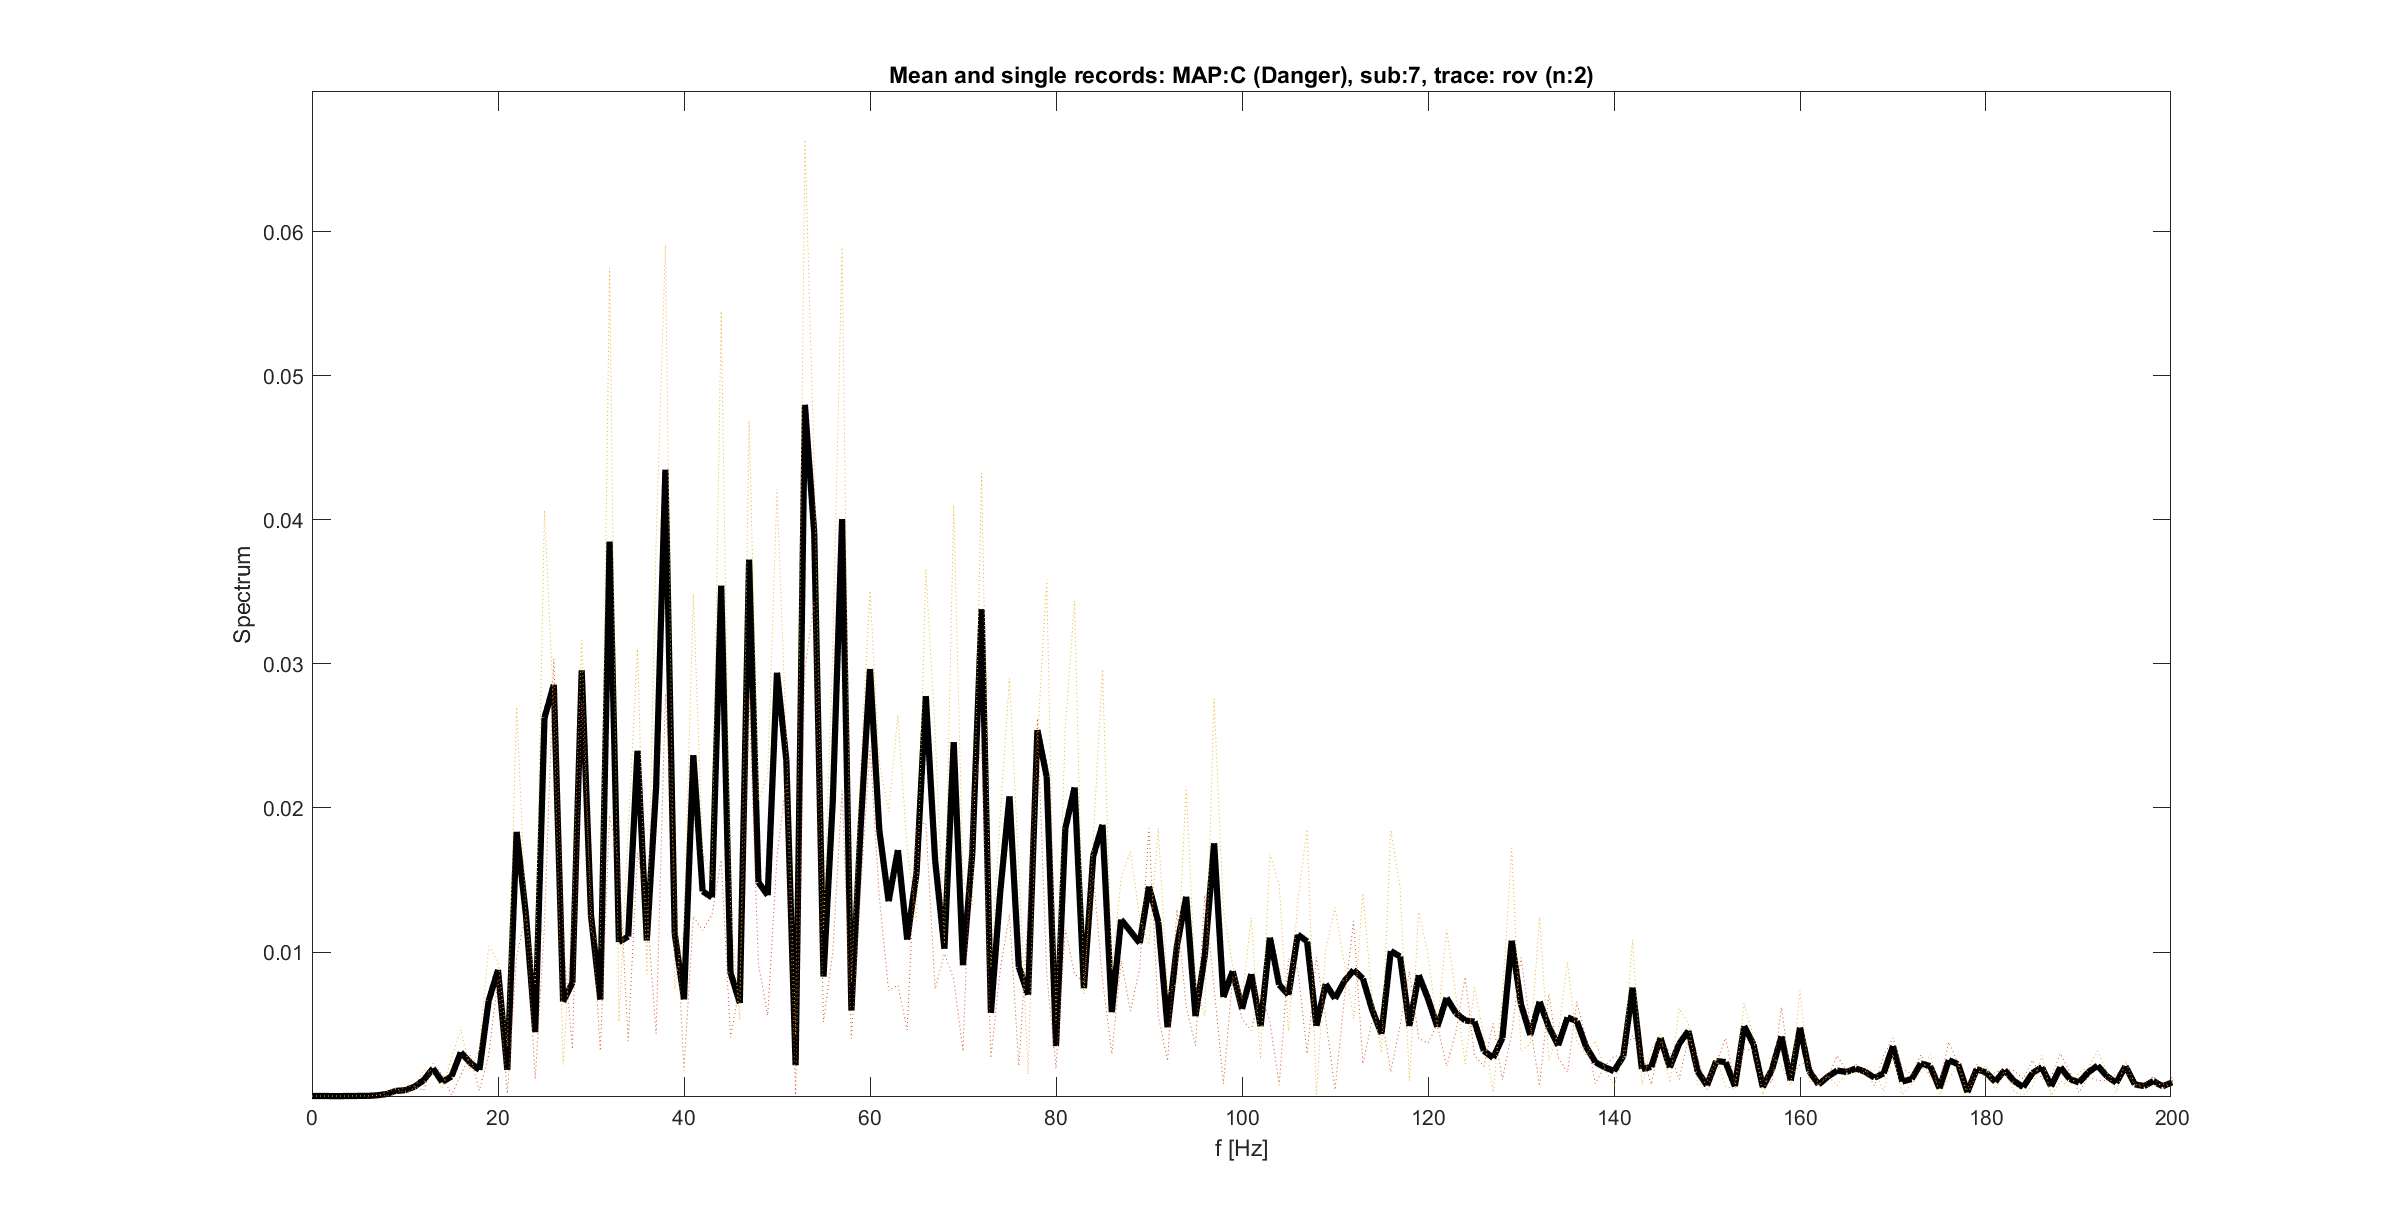 Mean and single records: MAP:C (Danger), sub:7, trace: rov (n:2)
0.06
0.05
0.04
0.03
0.02
0.01
Spectrum
0 20 40 60 80 100 120 140 160 180 200
f [Hz]